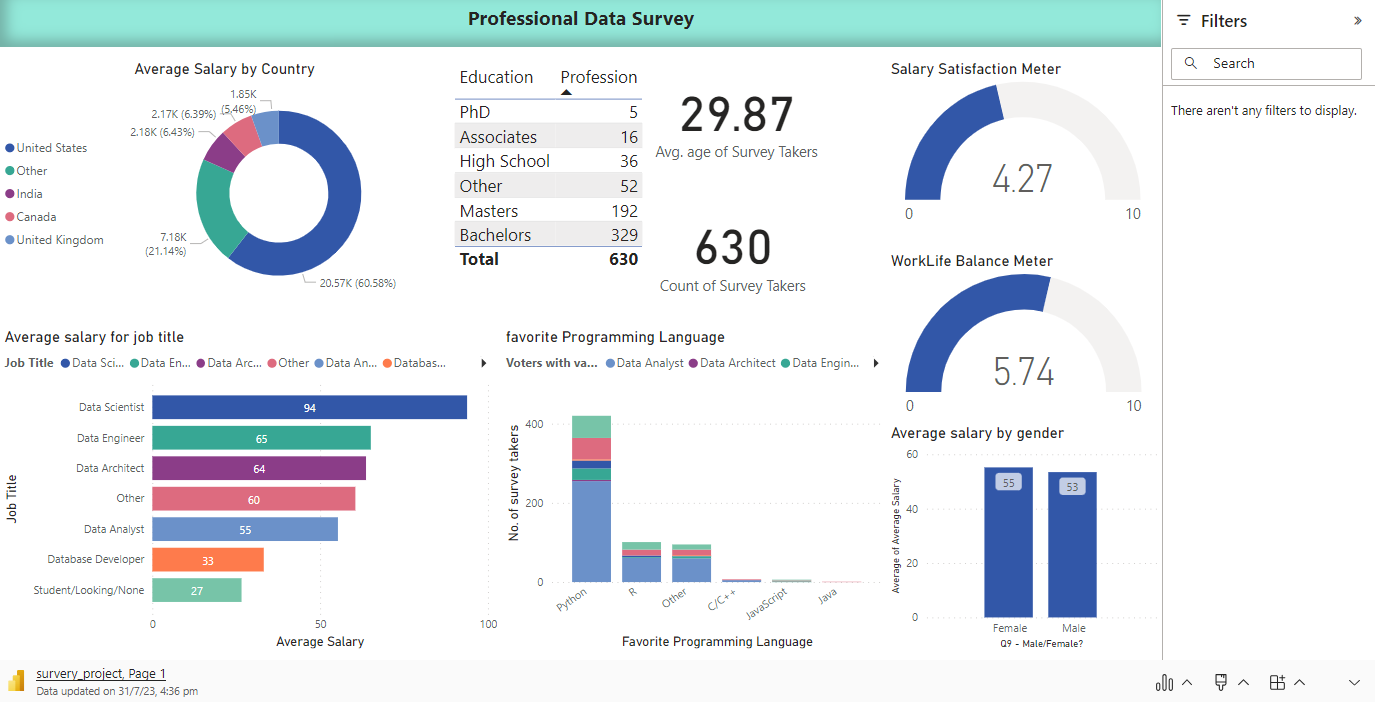 Professional Data Survey
Filters
Search
There aren't any filters to display.
Average Salary by Country
United States
Other
India
Canada
United Kingdom
1.85K
(5.46%)
2.17K (6.39%)
2.18K (6.43%)
7.18K
(21.14%)
20.57K (60.58%)
Education Profession
PhD 5
Associates 16
High School 36
Other 52
Masters 192
Bachelors 329
Total 630
29.87
Avg. age of Survey Takers
630
Count of Survey Takers
Salary Satisfaction Meter
4.27
0 10
WorkLife Balance Meter
5.74
0 10
Average salary for job title
Job Title Data Sci... Data En... Data Arc... Other Data An... Databas...
Job Title
Data Scientist 94
Data Engineer 65
Data Architect 64
Other 60
Data Analyst 55
Database Developer 33
Student/Looking/None 27
0 50 100
Average Salary
favorite Programming Language
Voters with va... Data Analyst Data Architect Data Engin...
No. of survey takers
400
200
0
Python R Other C/C++ JavaScript Java
Favorite Programming Language
Average salary by gender
Average of Average Salary
60
40
20
0
55 53
Female Male
Q9 - Male/Female?
survery_project, Page 1
Data updated on 31/7/23, 4:36 pm